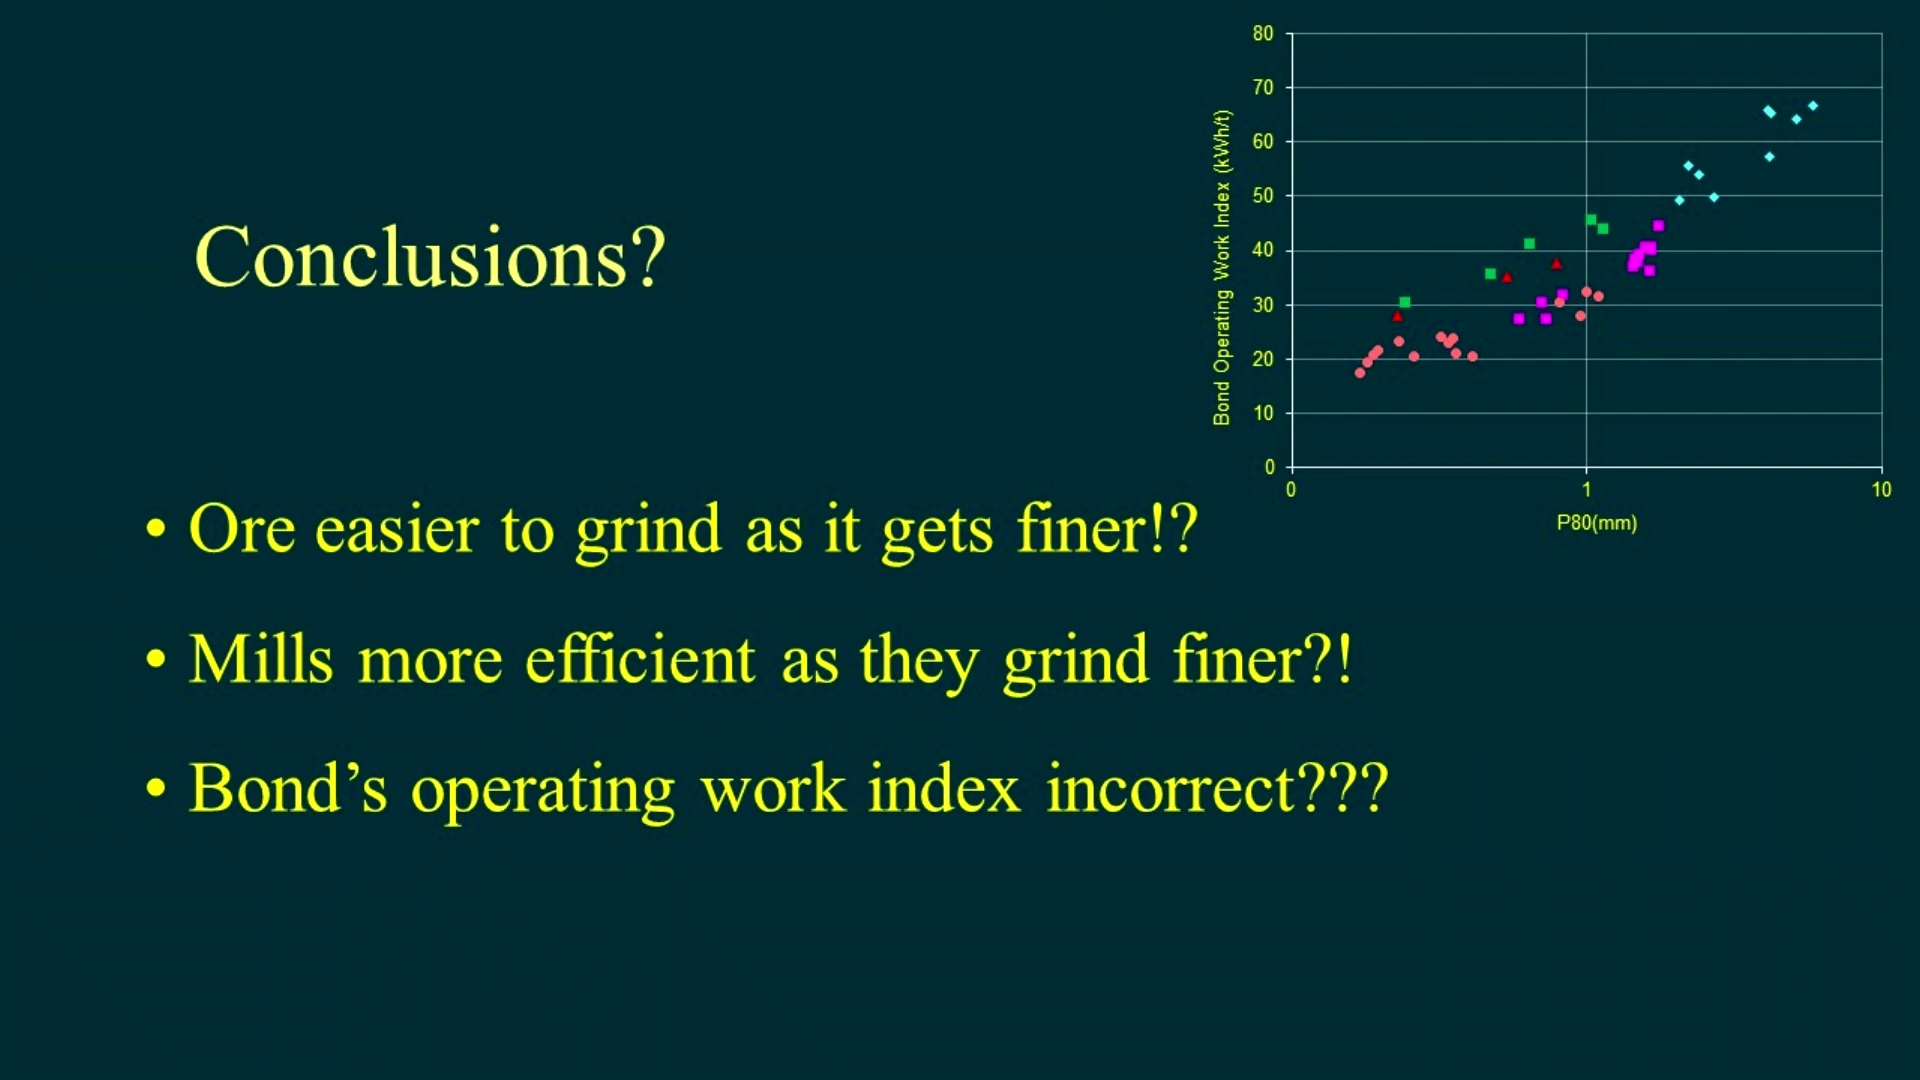 Conclusions?
• Ore easier to grind as it gets finer!?
• Mills more efficient as they grind finer?!
• Bond’s operating work index incorrect???
Bond Operating Work Index (kWh/t)
80
70
60
50
40
30
20
10
0
0 1 10
P80(mm)